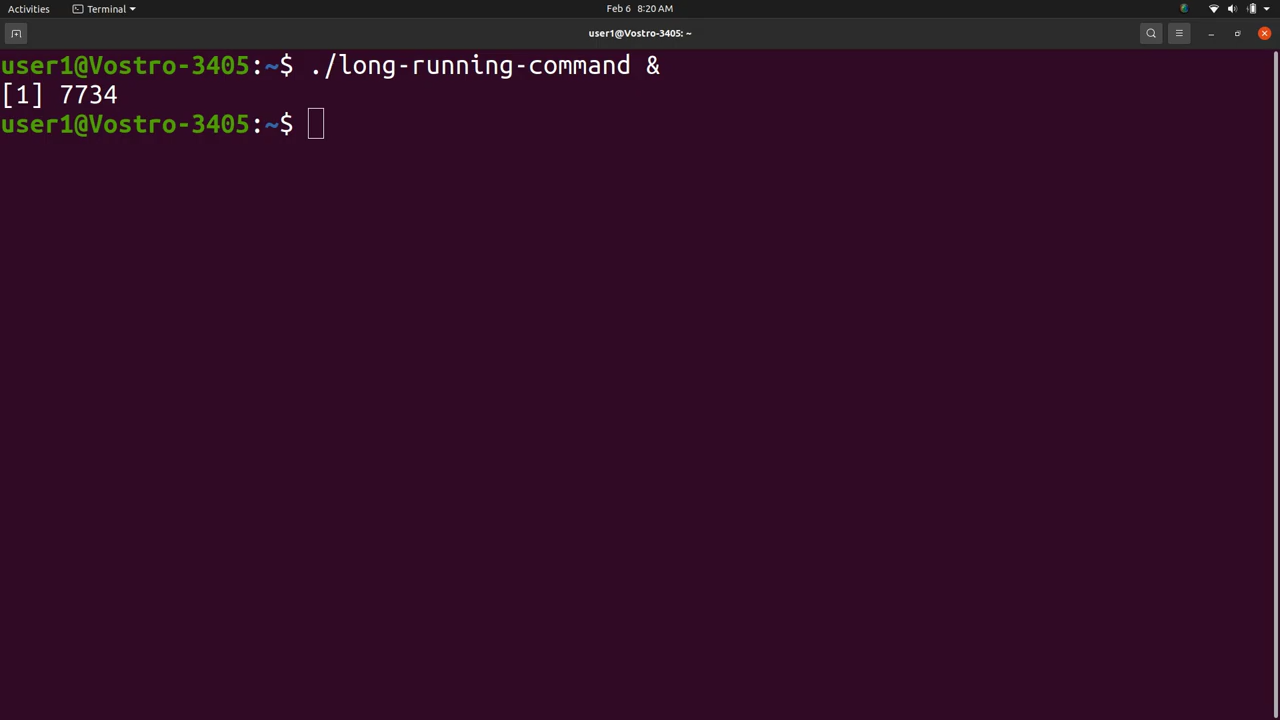 Activities Terminal Feb 6 8:20 AM
user1@Vostro-3405: ~
user1@Vostro-3405:~$ ./long-running-command &
[1] 7734
user1@Vostro-3405:~$